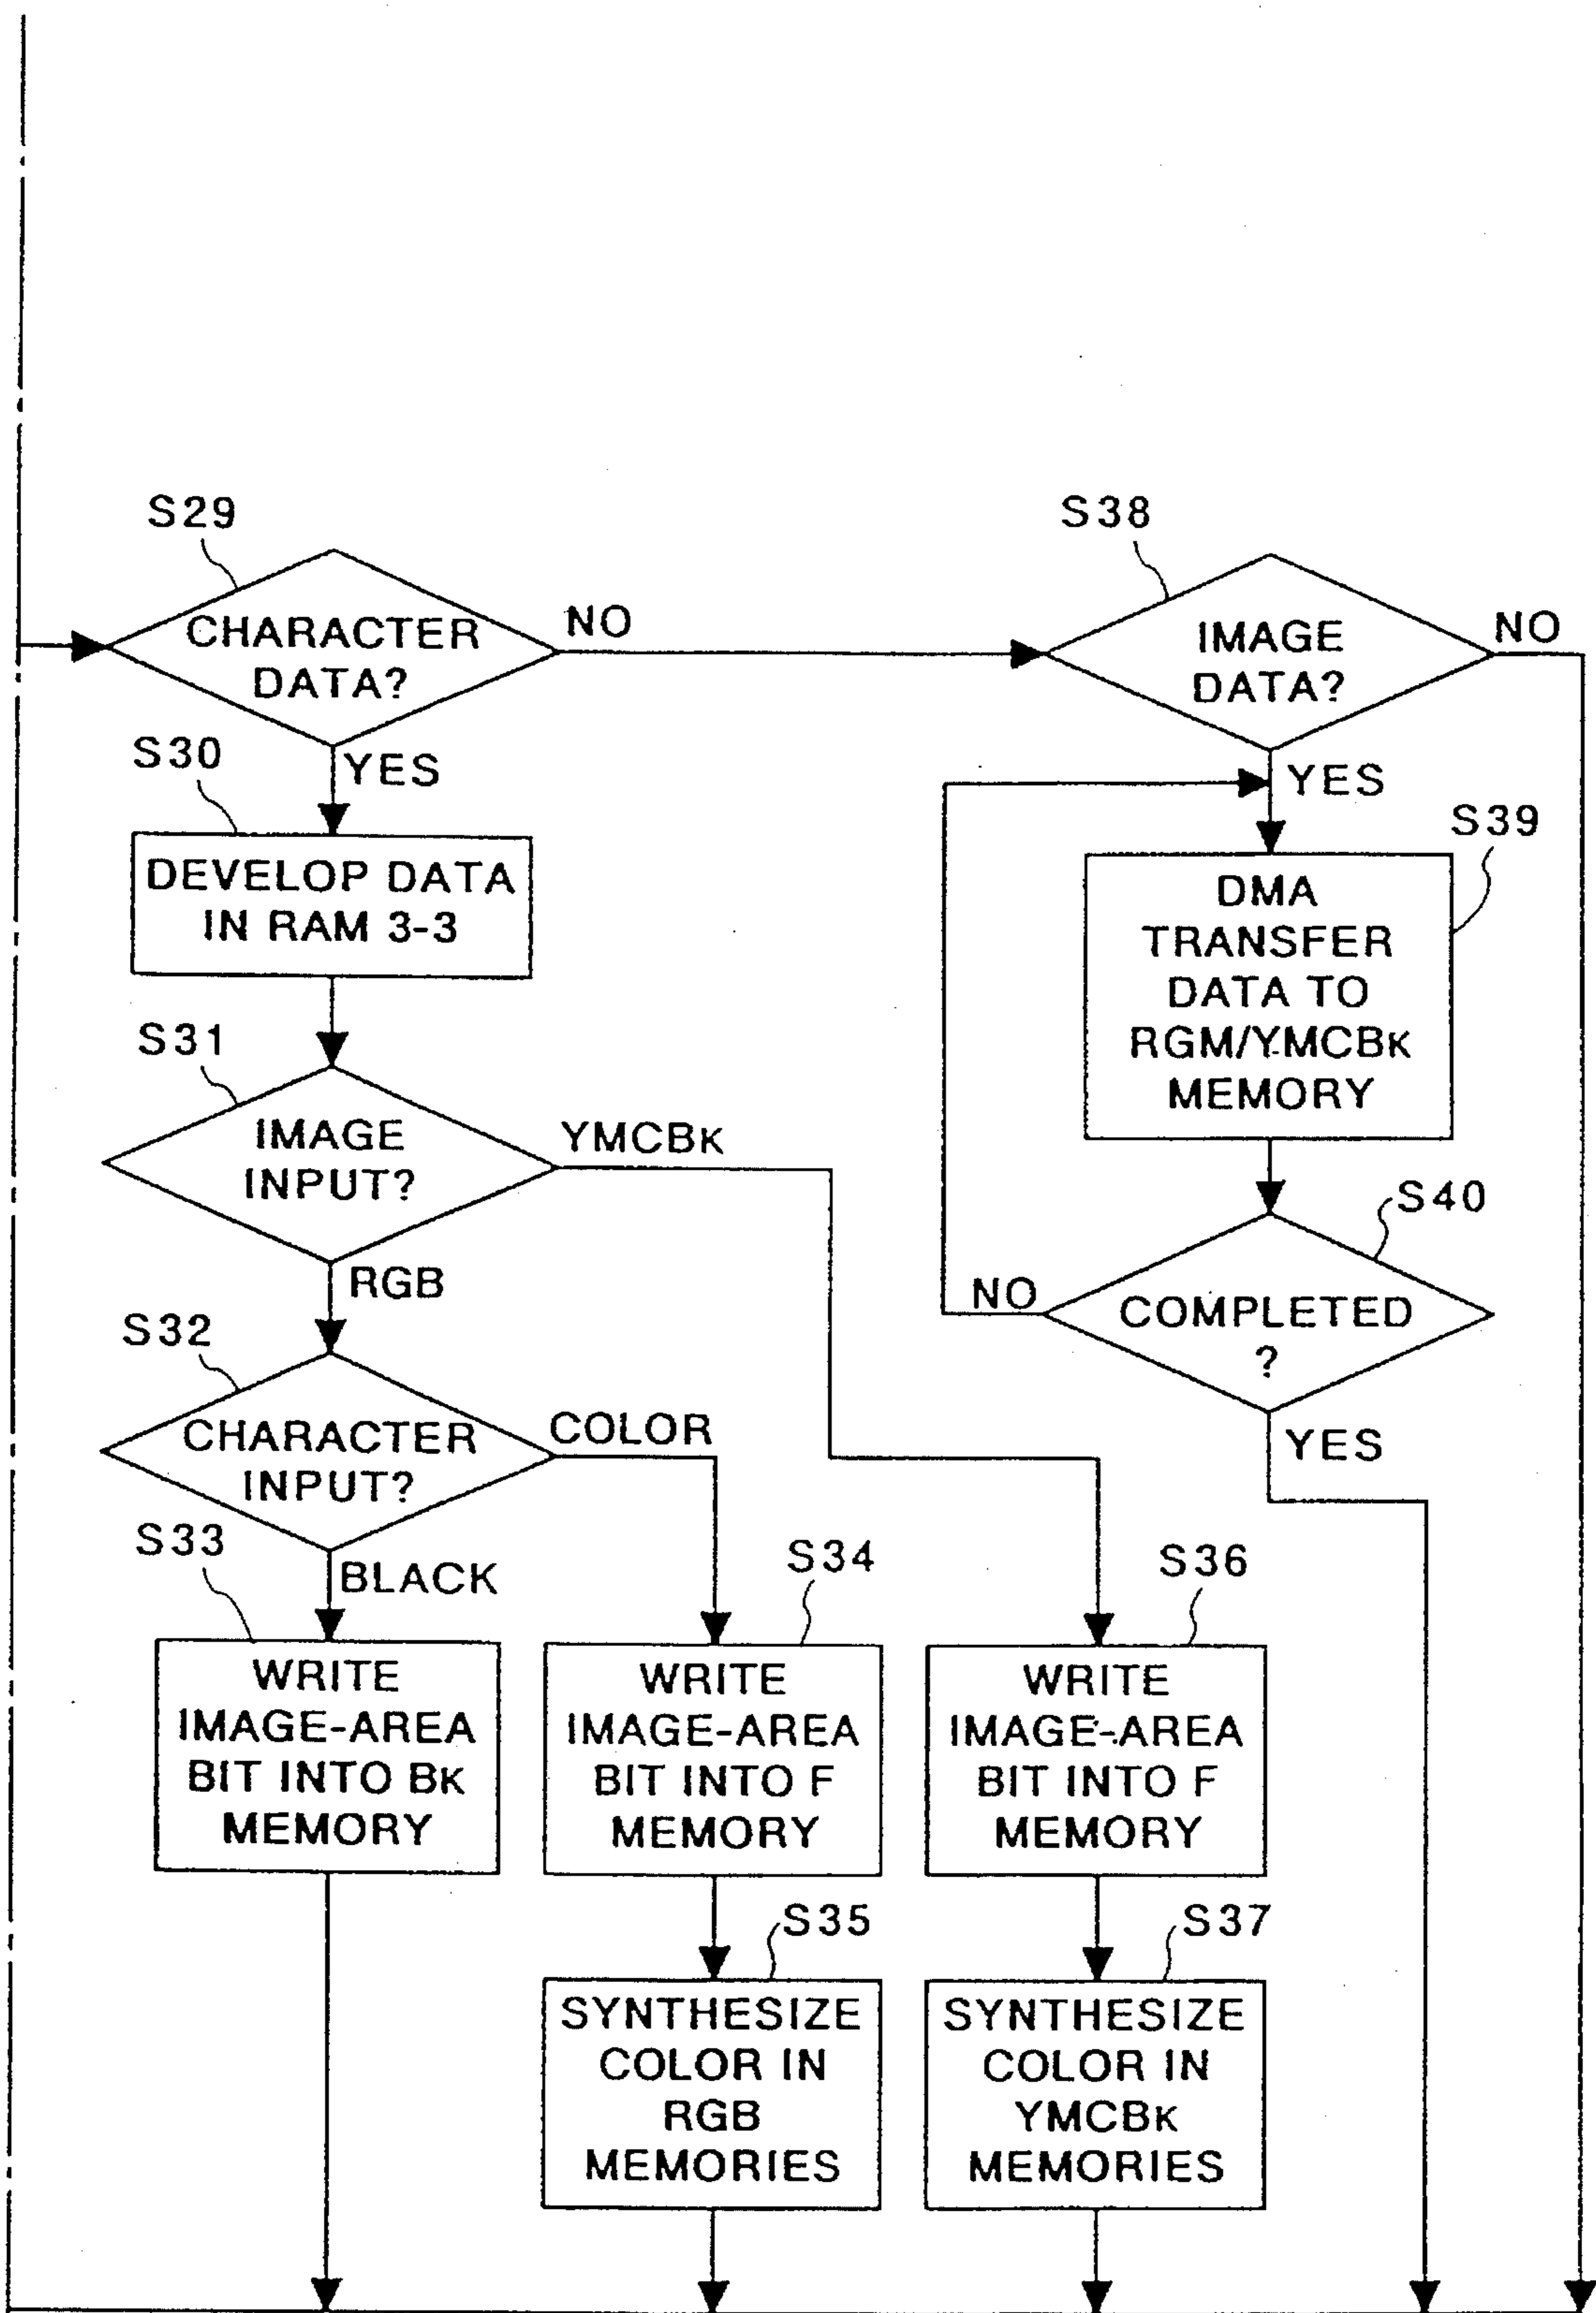 S29
CHARACTER
DATA?
NO
YES
S30
DEVELOP DATA
IN RAM 3-3
S31
IMAGE
INPUT?
YMCBK
RGB
S32
CHARACTER
INPUT?
COLOR
BLACK
S33
WRITE
IMAGE-AREA
BIT INTO BK
MEMORY
S34
WRITE
IMAGE-AREA
BIT INTO F
MEMORY
S35
SYNTHESIZE
COLOR IN
RGB
MEMORIES
S36
WRITE
IMAGE-AREA
BIT INTO F
MEMORY
S37
SYNTHESIZE
COLOR IN
YMCBK
MEMORIES
S38
IMAGE
DATA?
NO
YES
S39
DMA
TRANSFER
DATA TO
RGM/YMCBK
MEMORY
S40
COMPLETED
?
NO
YES